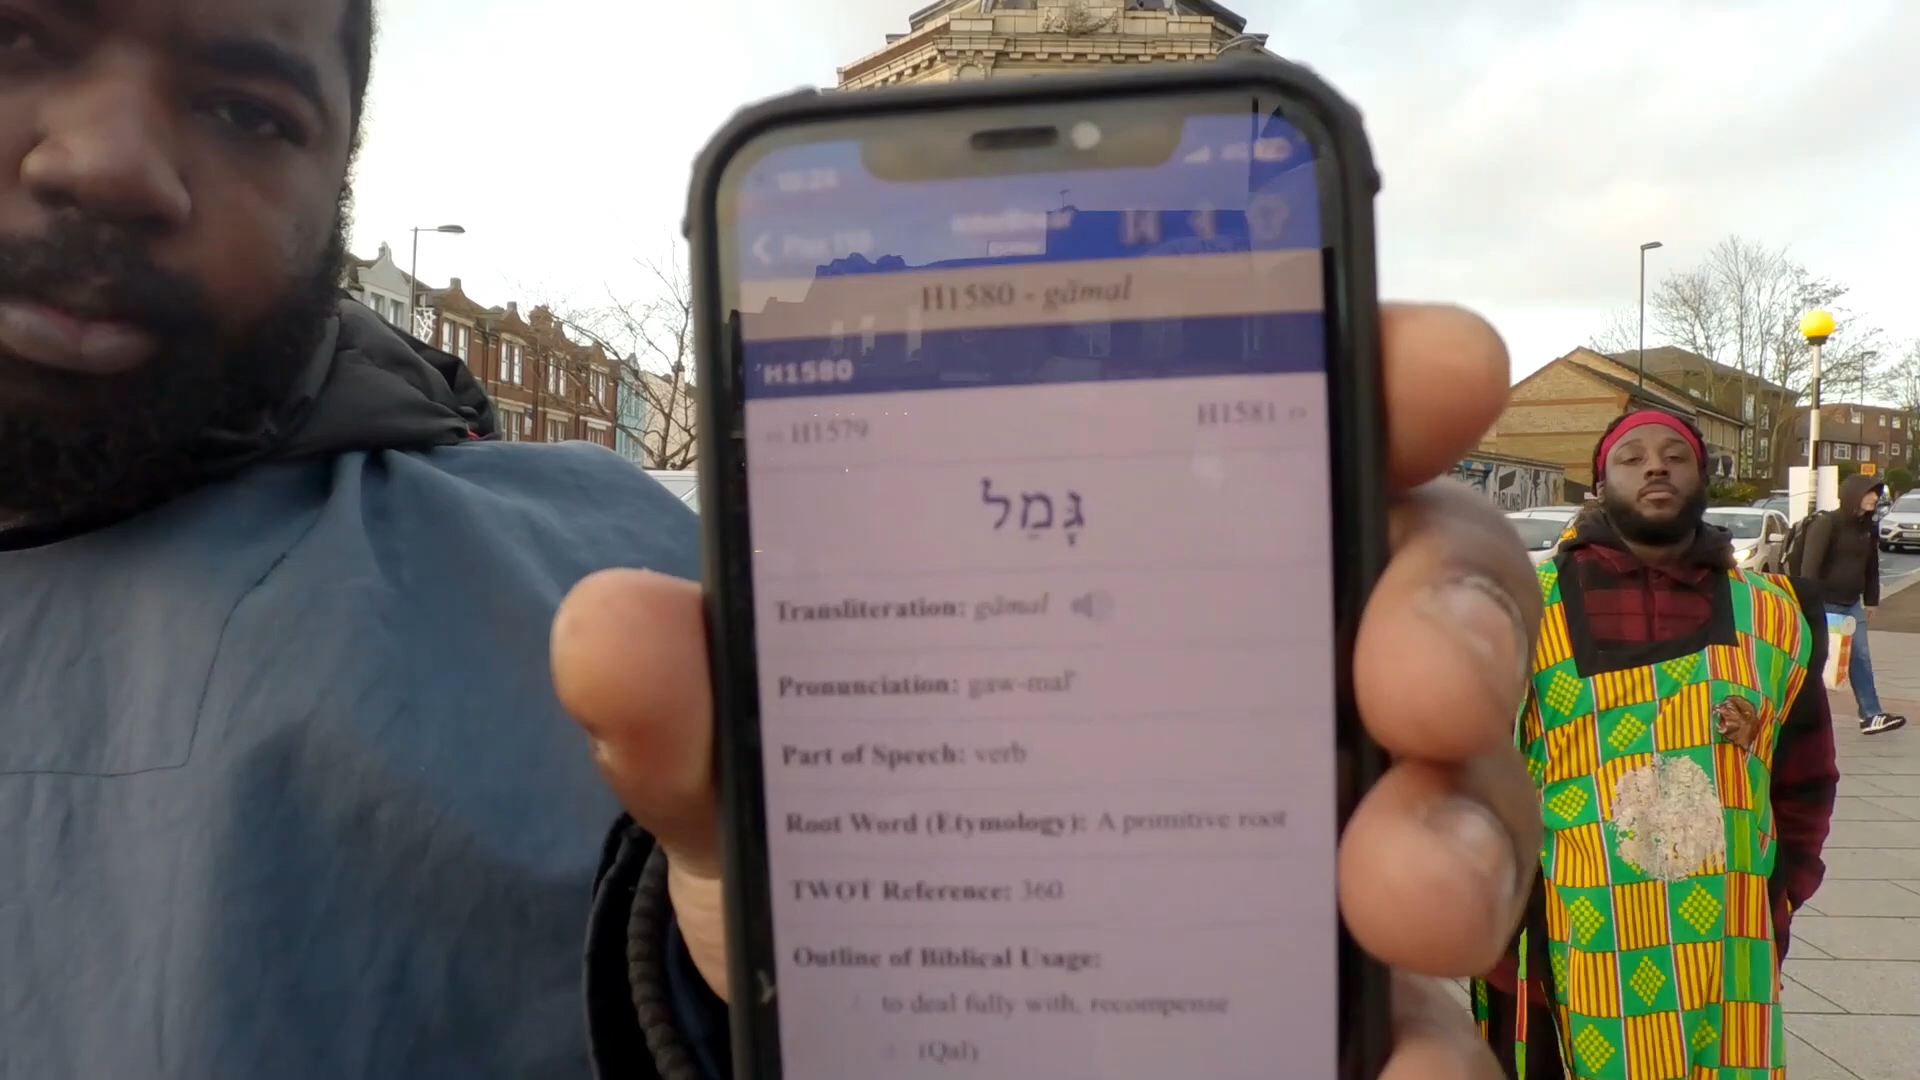 H1580 - gāmal
H1580
H1579
H1581
גָּמַל
Transliteration: gāmal
Pronunciation: gaw-mal'
Part of Speech: verb
Root Word (Etymology): A primitive root
TWOT Reference: 360
Outline of Biblical Usage:
to deal fully with, recompense
(Qal)